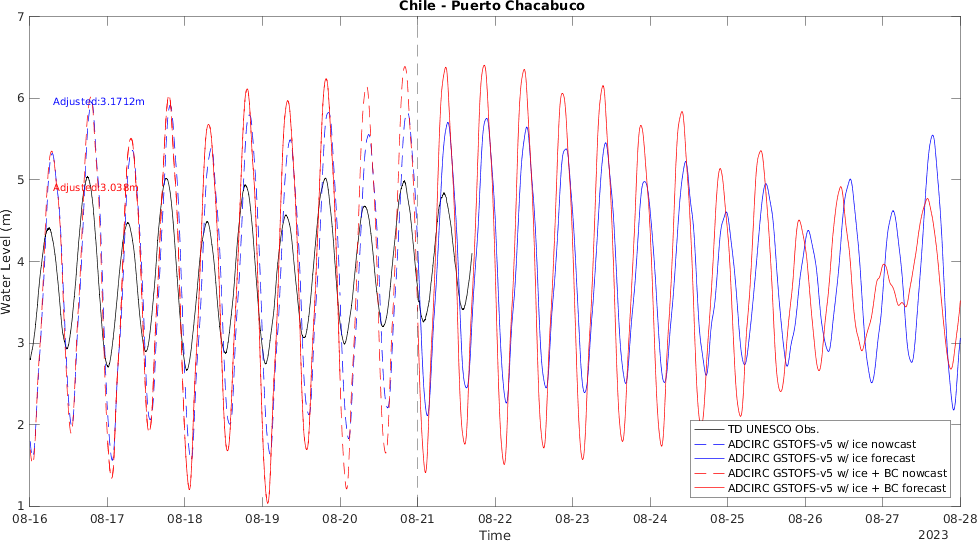 Chile - Puerto Chacabuco
7
6
5
4
3
2
1
Water Level (m)
Adjusted:3.1712m
Adjusted:3.038m
TD UNESCO Obs.
ADCIRC GSTOFS-v5 w/ ice nowcast
ADCIRC GSTOFS-v5 w/ ice forecast
ADCIRC GSTOFS-v5 w/ ice + BC nowcast
ADCIRC GSTOFS-v5 w/ ice + BC forecast
08-16 08-17 08-18 08-19 08-20 08-21 08-22 08-23 08-24 08-25 08-26 08-27 08-28
Time
2023